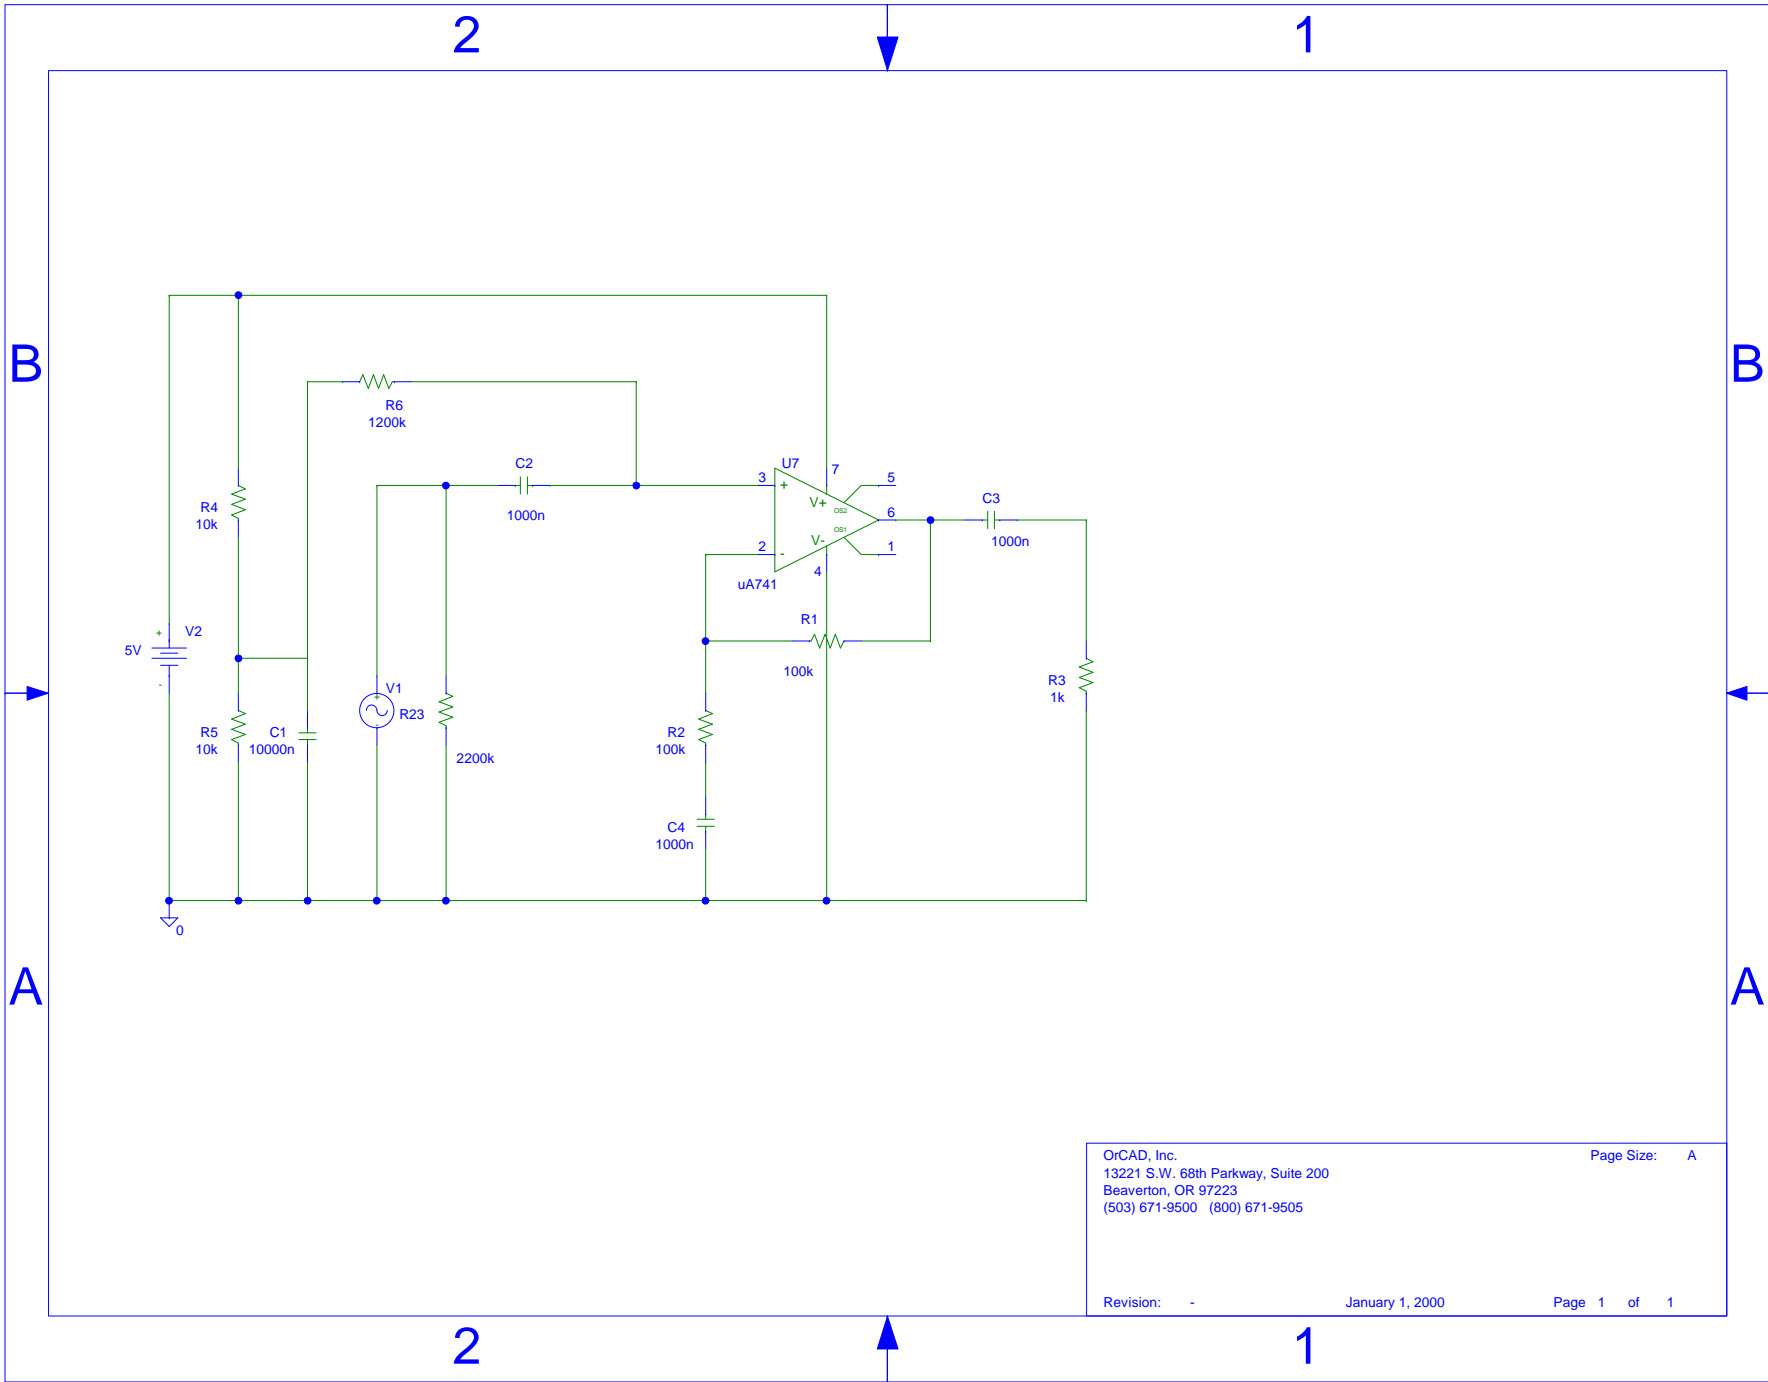 2
1
B
B
R6
1200k
C2
1000n
U7
3
+
7
5
V+
OS2
6
C3
1000n
R4
10k
OS1
V-
2
-
1
4
uA741
R1
100k
+
V2
5V
-
R3
1k
V1
+
R23
-
R5
10k
C1
10000n
R2
100k
2200k
C4
1000n
0
A
A
OrCAD, Inc.
Page Size: A
13221 S.W. 68th Parkway, Suite 200
Beaverton, OR 97223
(503) 671-9500 (800) 671-9505
Revision: - January 1, 2000 Page 1 of 1
2
1